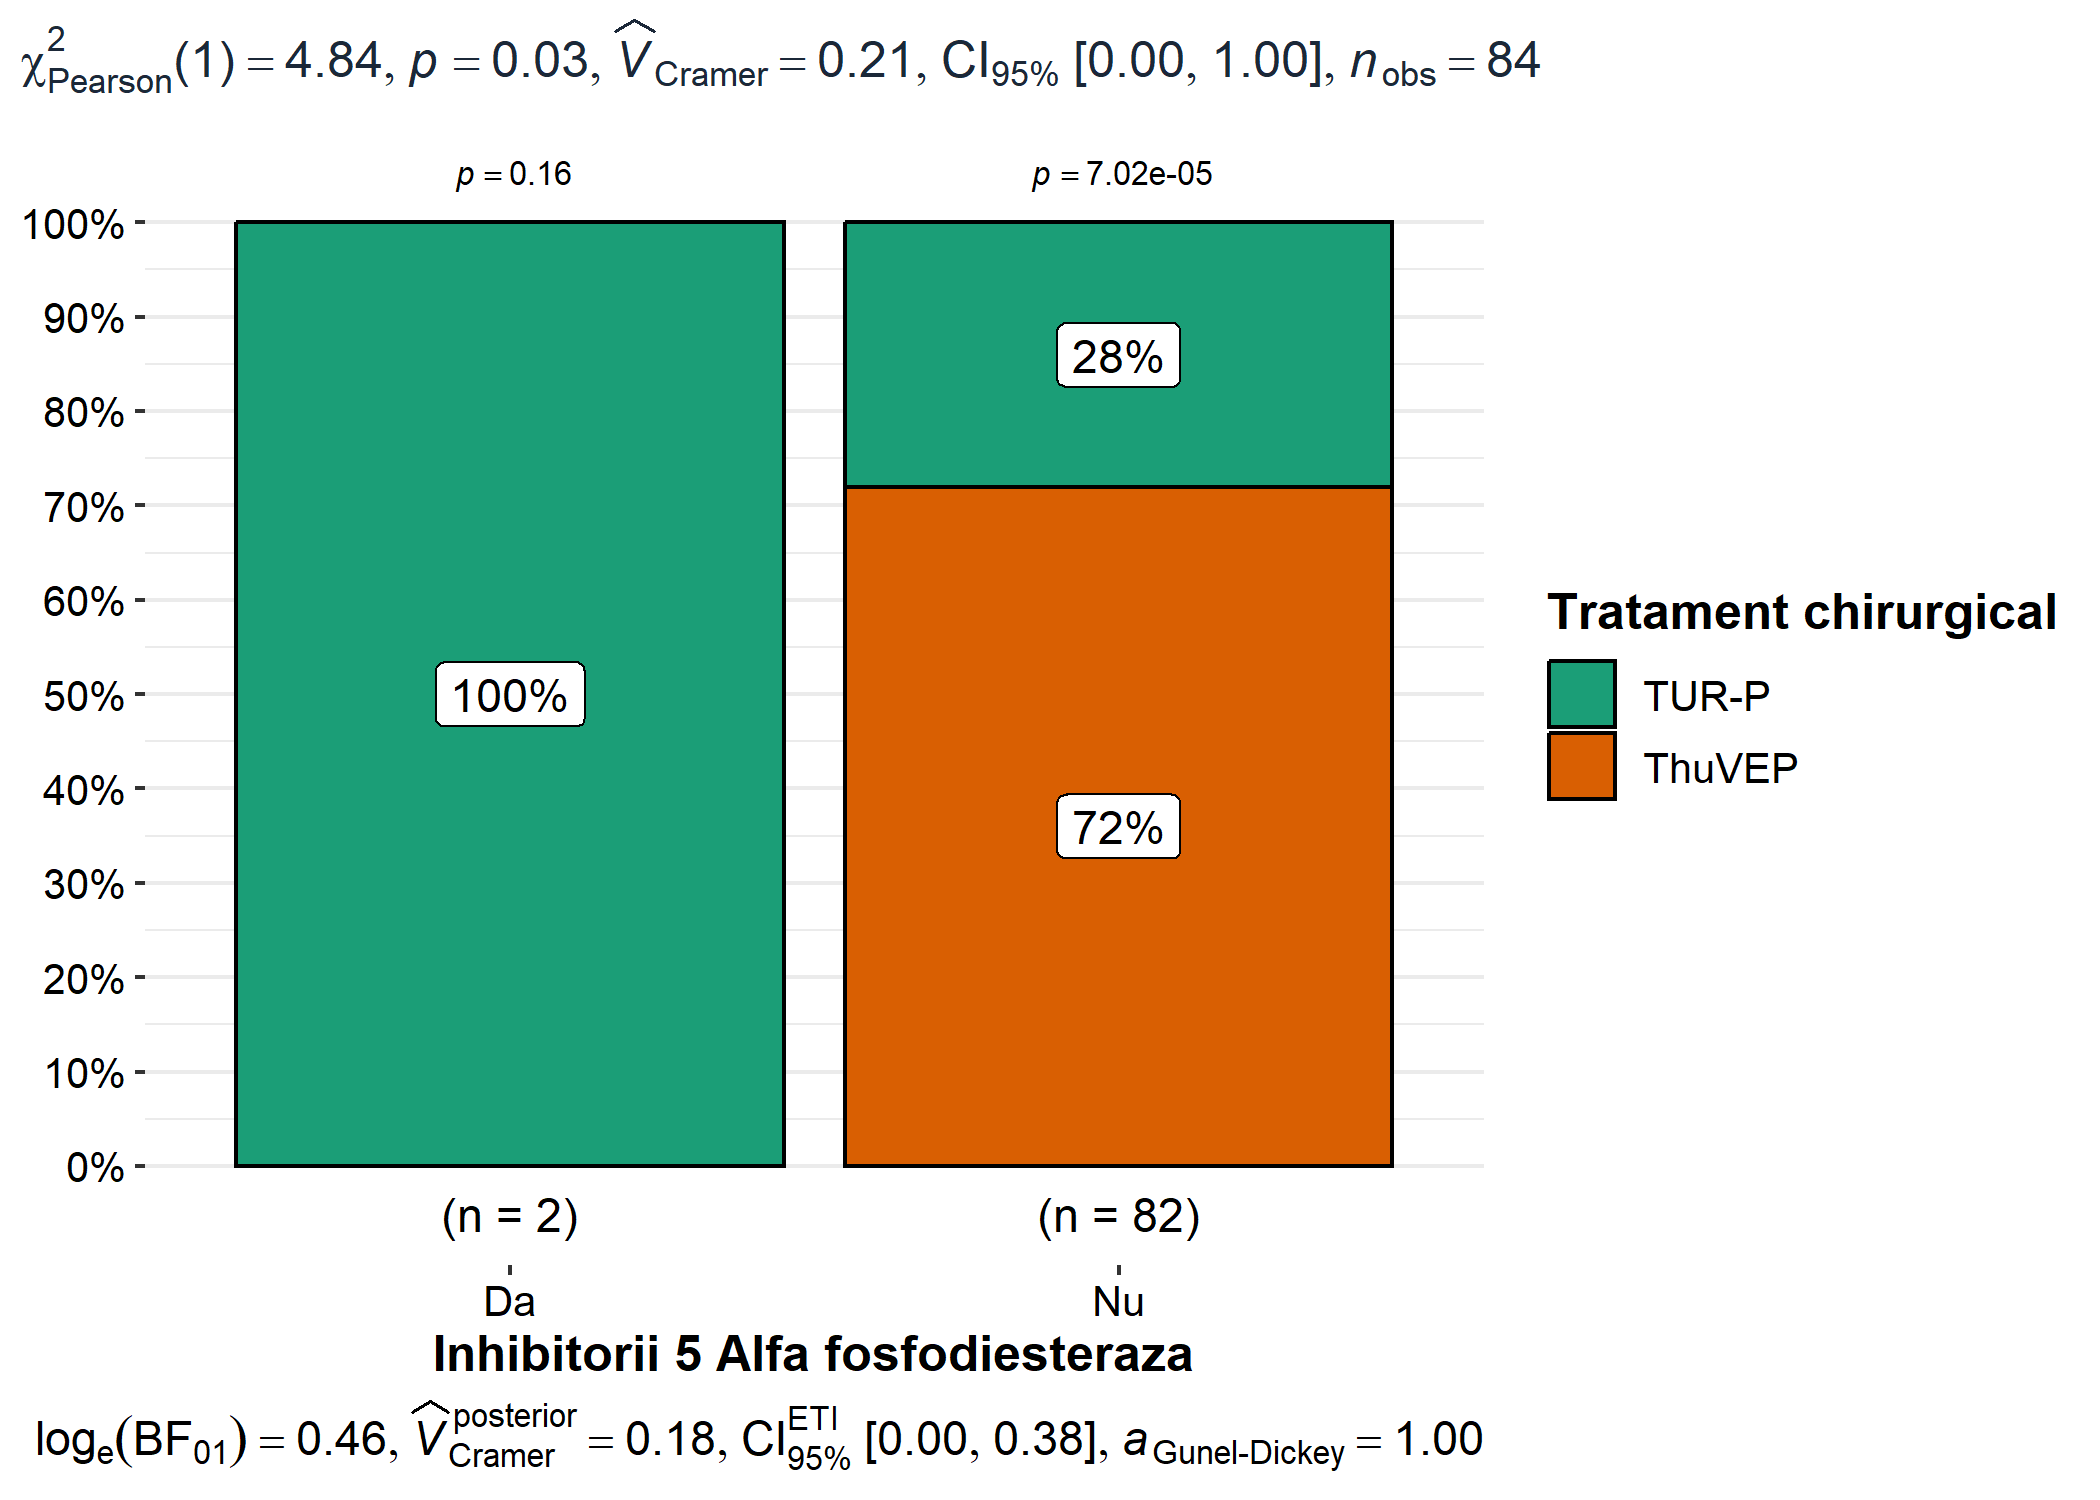 χ²Pearson(1) = 4.84, p = 0.03, V̂Cramer = 0.21, CI95% [0.00, 1.00], nobs = 84
p = 0.16 p = 7.02e-05
100%
90%
80%
70%
60%
50%
40%
30%
20%
10%
0%
100%
28%
72%
(n = 2) (n = 82)
Da Nu
Inhibitorii 5 Alfa fosfodiesteraza
Tratament chirurgical
TUR-P
ThuVEP
loge(BF01) = 0.46, V̂Cramer posterior = 0.18, CI95% ETI [0.00, 0.38], aGunel-Dickey = 1.00